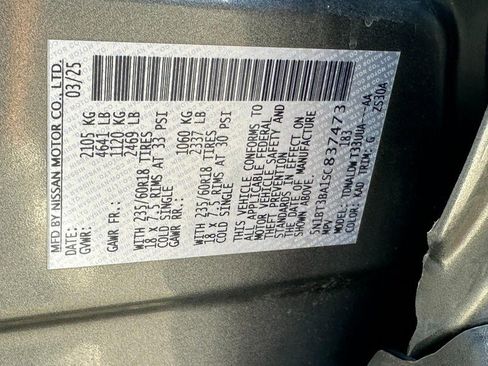 MFD BY NISSAN MOTOR CO., LTD.
DATE: 03/25
GVWR: 2105 KG
4641 LB
GAWR FR.: 1120 KG
2469 LB
WITH 235/60R18 TIRES
18 X 7.5 RIMS AT 33 PSI
COLD SINGLE
GAWR RR.: 1060 KG
2337 LB
WITH 235/60R18 TIRES
18 X 7.5 RIMS AT 30 PSI
COLD SINGLE
THIS VEHICLE CONFORMS TO
ALL APPLICABLE FEDERAL
MOTOR VEHICLE SAFETY AND
THEFT PREVENTION
STANDARDS IN EFFECT ON
THE DATE OF MANUFACTURE
SHOWN ABOVE.
5N1BT3BA1SC837473
MPV 183
MODEL: AA
COLOR: KAD TRIM: G ZS10A